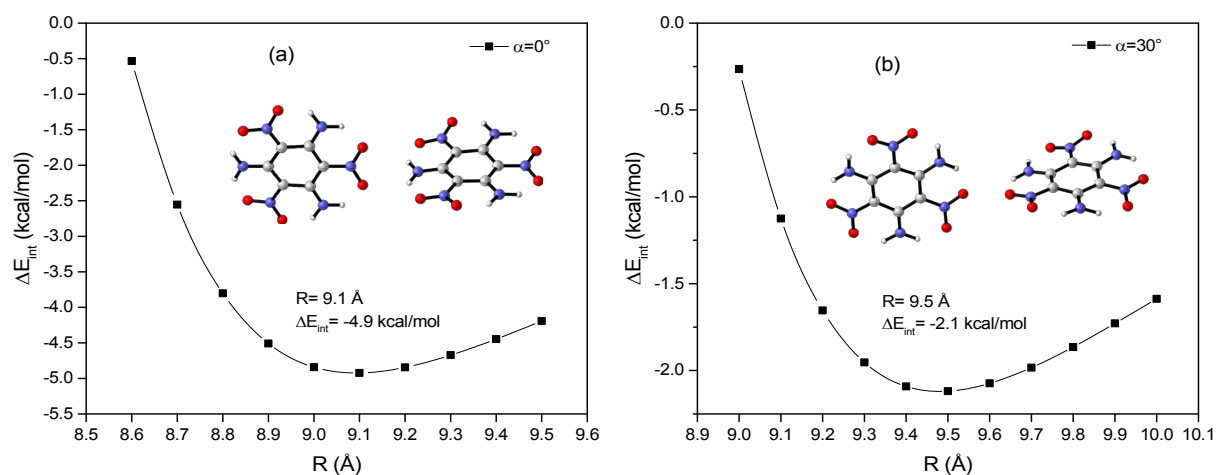 0.0
-0.5
-1.0
-1.5
-2.0
-2.5
-3.0
-3.5
-4.0
-4.5
-5.0
-5.5
ΔE_int (kcal/mol)
(a)
α=0°
R= 9.1 Å
ΔE_int= -4.9 kcal/mol
8.5 8.6 8.7 8.8 8.9 9.0 9.1 9.2 9.3 9.4 9.5 9.6
R (Å)
0.0
-0.5
-1.0
-1.5
-2.0
ΔE_int (kcal/mol)
(b)
α=30°
R= 9.5 Å
ΔE_int= -2.1 kcal/mol
8.9 9.0 9.1 9.2 9.3 9.4 9.5 9.6 9.7 9.8 9.9 10.0 10.1
R (Å)